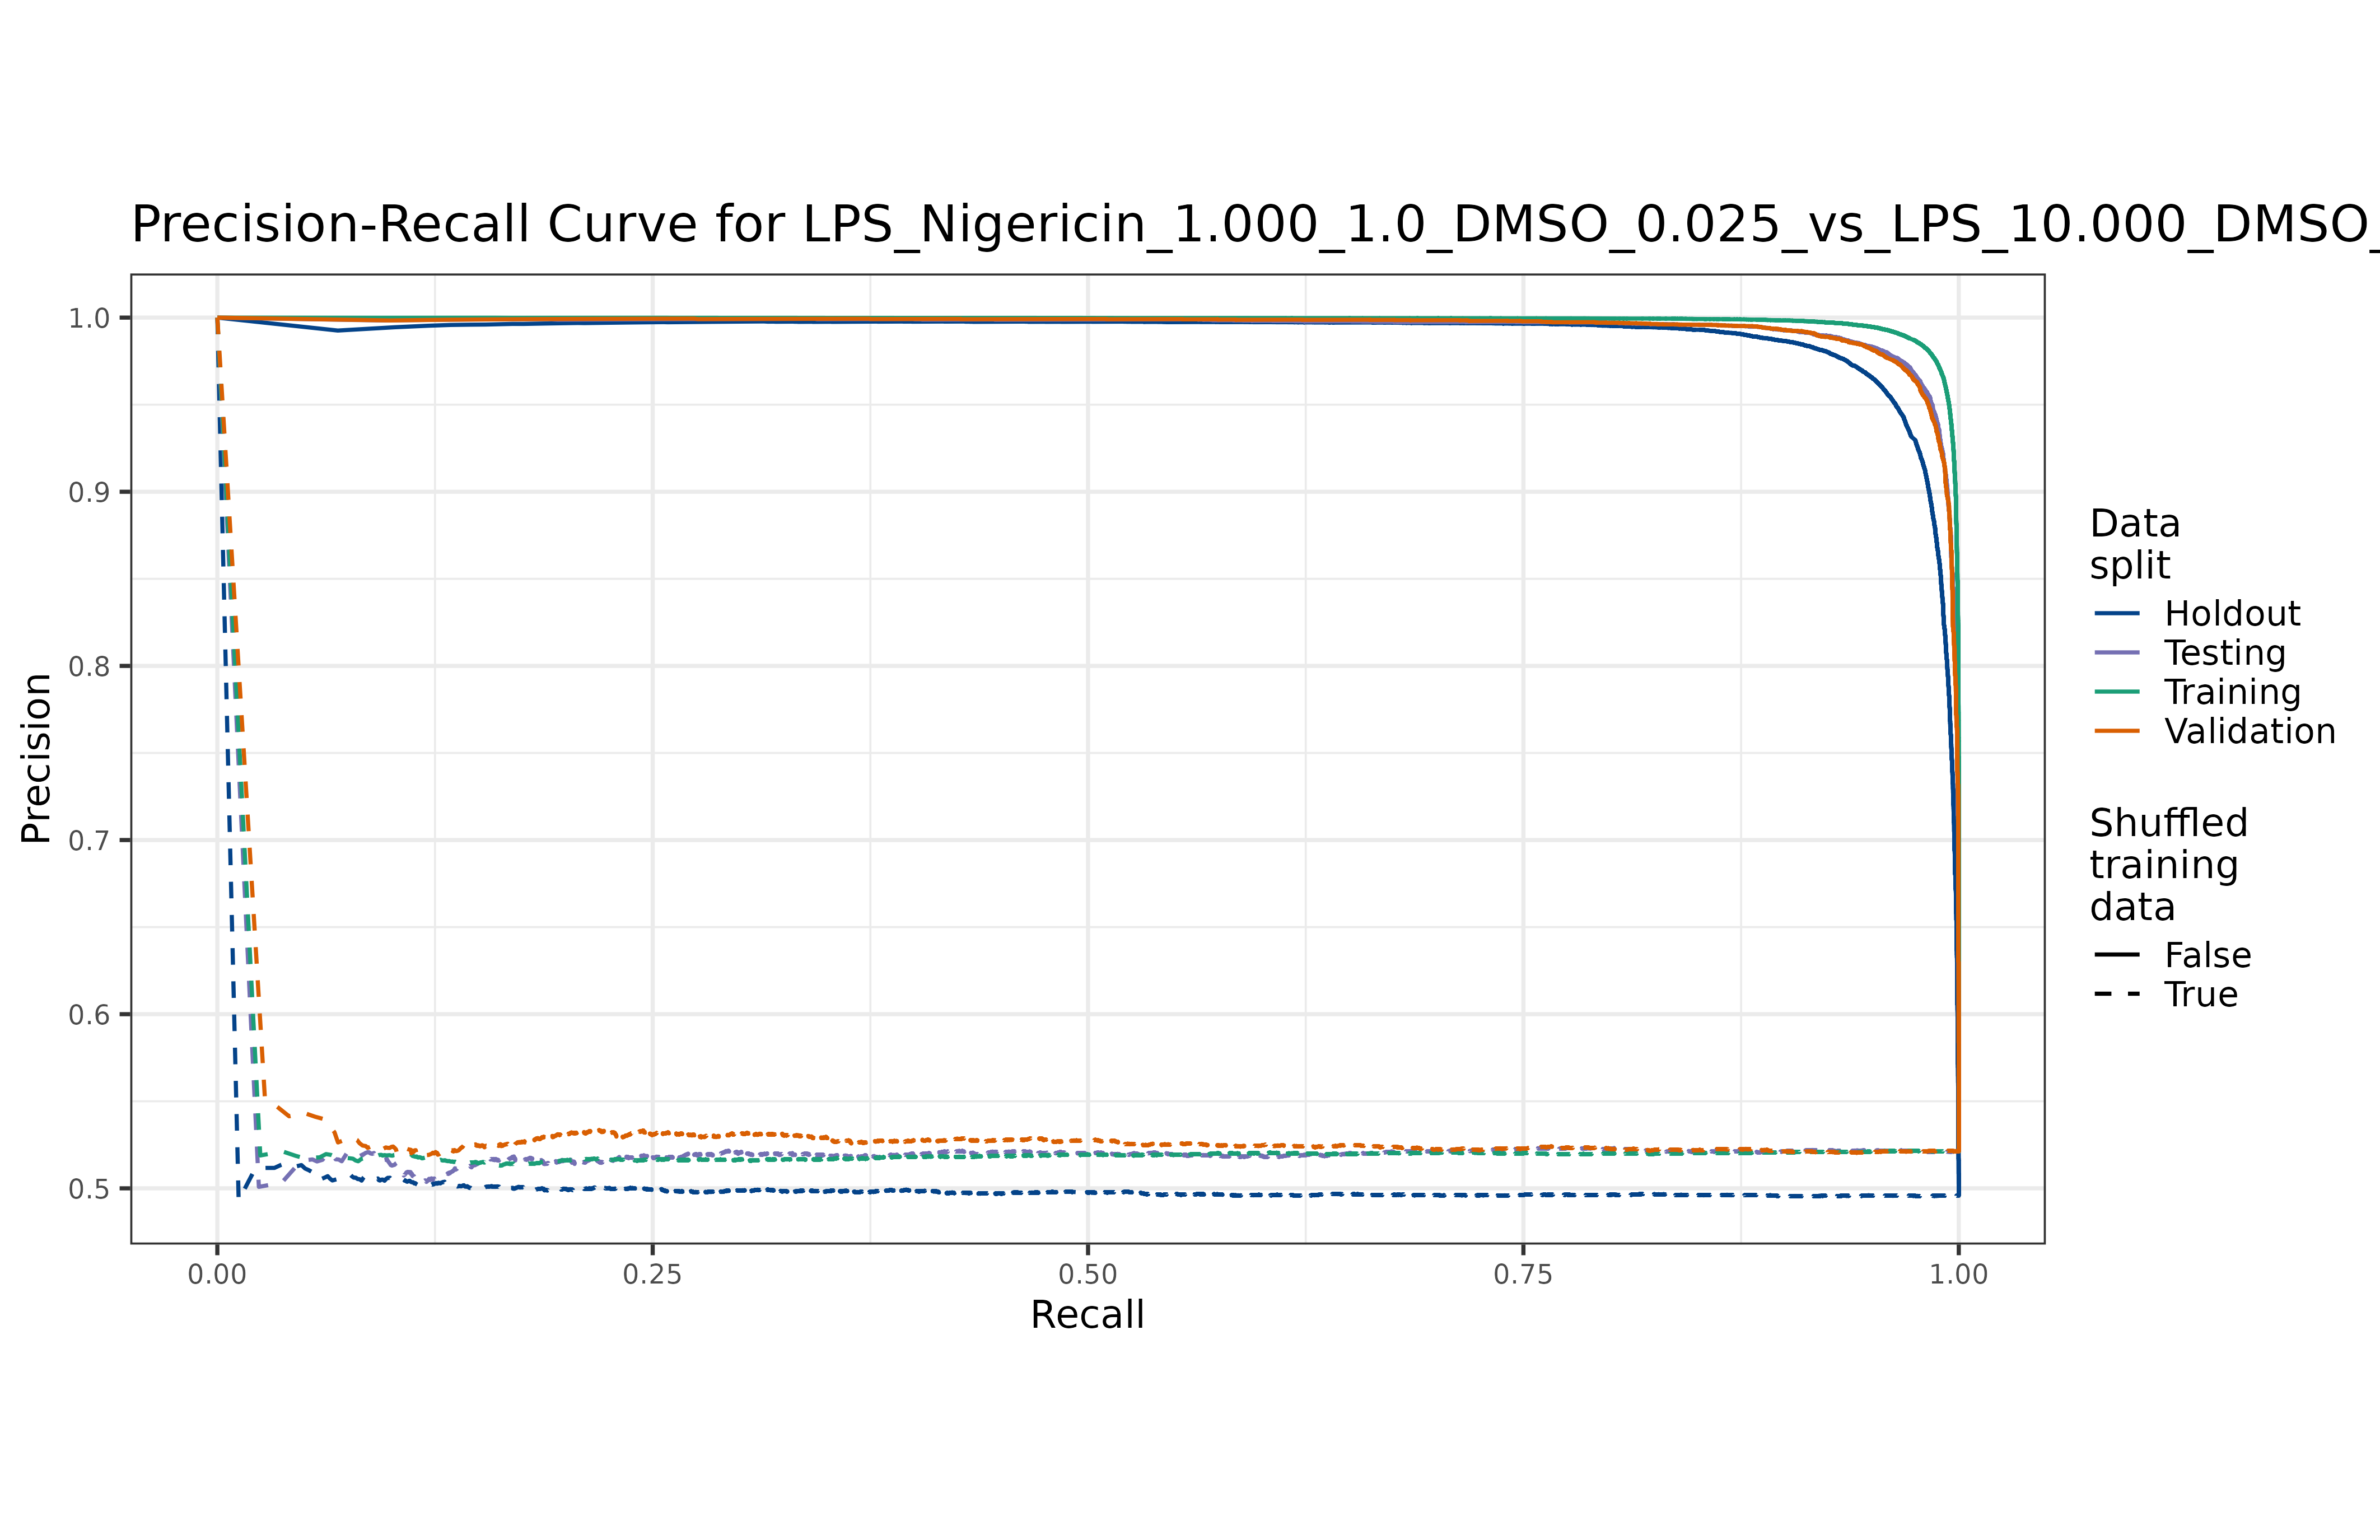 Precision-Recall Curve for LPS_Nigericin_1.000_1.0_DMSO_0.025_vs_LPS_10.000_DMSO_
1.0
0.9
0.8
0.7
0.6
0.5
Precision
0.00
0.25
0.50
0.75
1.00
Recall
Data
split
Holdout
Testing
Training
Validation
Shuffled
training
data
False
True